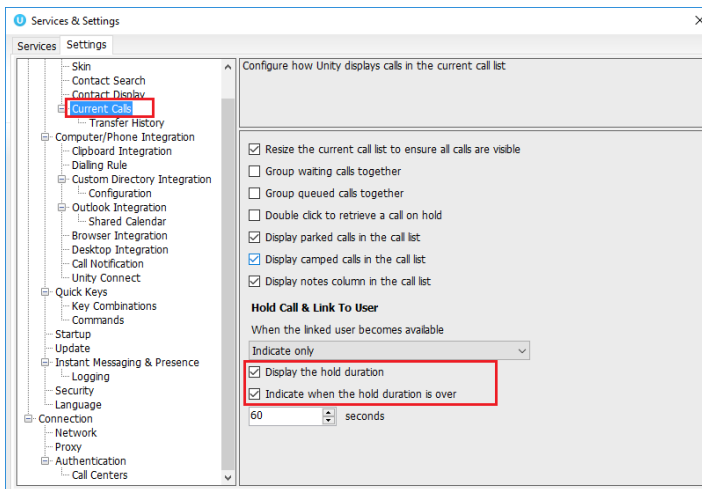 Services & Settings
Services Settings
Skin
Contact Search
Contact Display
Current Calls
Transfer History
Computer/Phone Integration
Clipboard Integration
Dialling Rule
Custom Directory Integration
Configuration
Outlook Integration
Shared Calendar
Browser Integration
Desktop Integration
Call Notification
Unity Connect
Quick Keys
Key Combinations
Commands
Startup
Update
Instant Messaging & Presence
Logging
Security
Language
Connection
Network
Proxy
Authentication
Call Centers
Configure how Unity displays calls in the current call list
Resize the current call list to ensure all calls are visible
Group waiting calls together
Group queued calls together
Double click to retrieve a call on hold
Display parked calls in the call list
Display camped calls in the call list
Display notes column in the call list
Hold Call & Link To User
When the linked user becomes available
Indicate only
Display the hold duration
Indicate when the hold duration is over
60 seconds